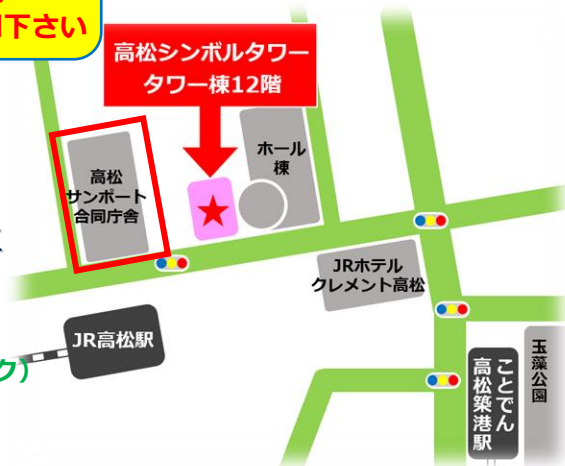 下さい
高松シンボルタワー
タワー棟12階
ホール
棟
高松
サンポート
合同庁舎
JRホテル
クレメント高松
JR高松駅
ク）
ことでん
高松築港駅
玉藻公園